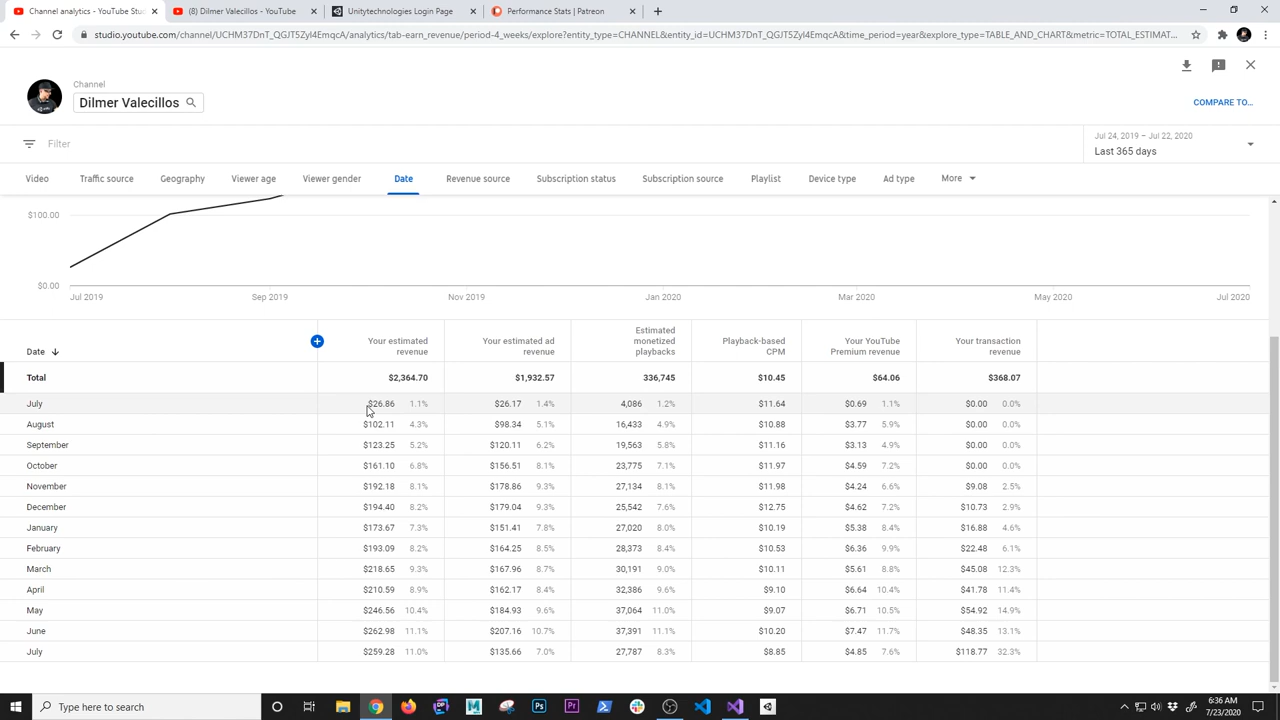 Channel analytics - YouTube Stu
(8) Dilmer Valecillos - YouTube
Unitytechnologies Login Page
Performance Stats | Patreon
studio.youtube.com/channel/UCHM37DnT_QGJT5Zyl4EmqcA/analytics/tab-earn_revenue/period-4_weeks/explore?entity_type=CHANNEL&entity_id=UCHM37DnT_QGJT5Zyl4EmqcA&time_period=year&explore_type=TABLE_AND_CHART&metric=TOTAL_ESTIMAT...
Channel
Dilmer Valecillos
COMPARE TO...
Filter
Jul 24, 2019 – Jul 22, 2020
Last 365 days
Video Traffic source Geography Viewer age Viewer gender Date Revenue source Subscription status Subscription source Playlist Device type Ad type More
$100.00
$0.00
Jul 2019 Sep 2019 Nov 2019 Jan 2020 Mar 2020 May 2020 Jul 2020
Date Your estimated revenue Your estimated ad revenue Estimated monetized playbacks Playback-based CPM Your YouTube Premium revenue Your transaction revenue
Total $2,364.70 $1,932.57 336,745 $10.45 $64.06 $368.07
July $26.86 1.1% $26.17 1.4% 4,086 1.2% $11.64 $0.69 1.1% $0.00 0.0%
August $102.11 4.3% $98.34 5.1% 16,433 4.9% $10.88 $3.77 5.9% $0.00 0.0%
September $123.25 5.2% $120.11 6.2% 19,563 5.8% $11.16 $3.13 4.9% $0.00 0.0%
October $161.10 6.8% $156.51 8.1% 23,775 7.1% $11.97 $4.59 7.2% $0.00 0.0%
November $192.18 8.1% $178.86 9.3% 27,134 8.1% $11.98 $4.24 6.6% $9.08 2.5%
December $194.40 8.2% $179.04 9.3% 25,542 7.6% $12.75 $4.62 7.2% $10.73 2.9%
January $173.67 7.3% $151.41 7.8% 27,020 8.0% $10.19 $5.38 8.4% $16.88 4.6%
February $193.09 8.2% $164.25 8.5% 28,373 8.4% $10.53 $6.36 9.9% $22.48 6.1%
March $218.65 9.3% $167.96 8.7% 30,191 9.0% $10.11 $5.61 8.8% $45.08 12.3%
April $210.59 8.9% $162.17 8.4% 32,386 9.6% $9.10 $6.64 10.4% $41.78 11.4%
May $246.56 10.4% $184.93 9.6% 37,064 11.0% $9.07 $6.71 10.5% $54.92 14.9%
June $262.98 11.1% $207.16 10.7% 37,391 11.1% $10.20 $7.47 11.7% $48.35 13.1%
July $259.28 11.0% $135.66 7.0% 27,787 8.3% $8.85 $4.85 7.6% $118.77 32.3%
Type here to search
6:36 AM
7/23/2020